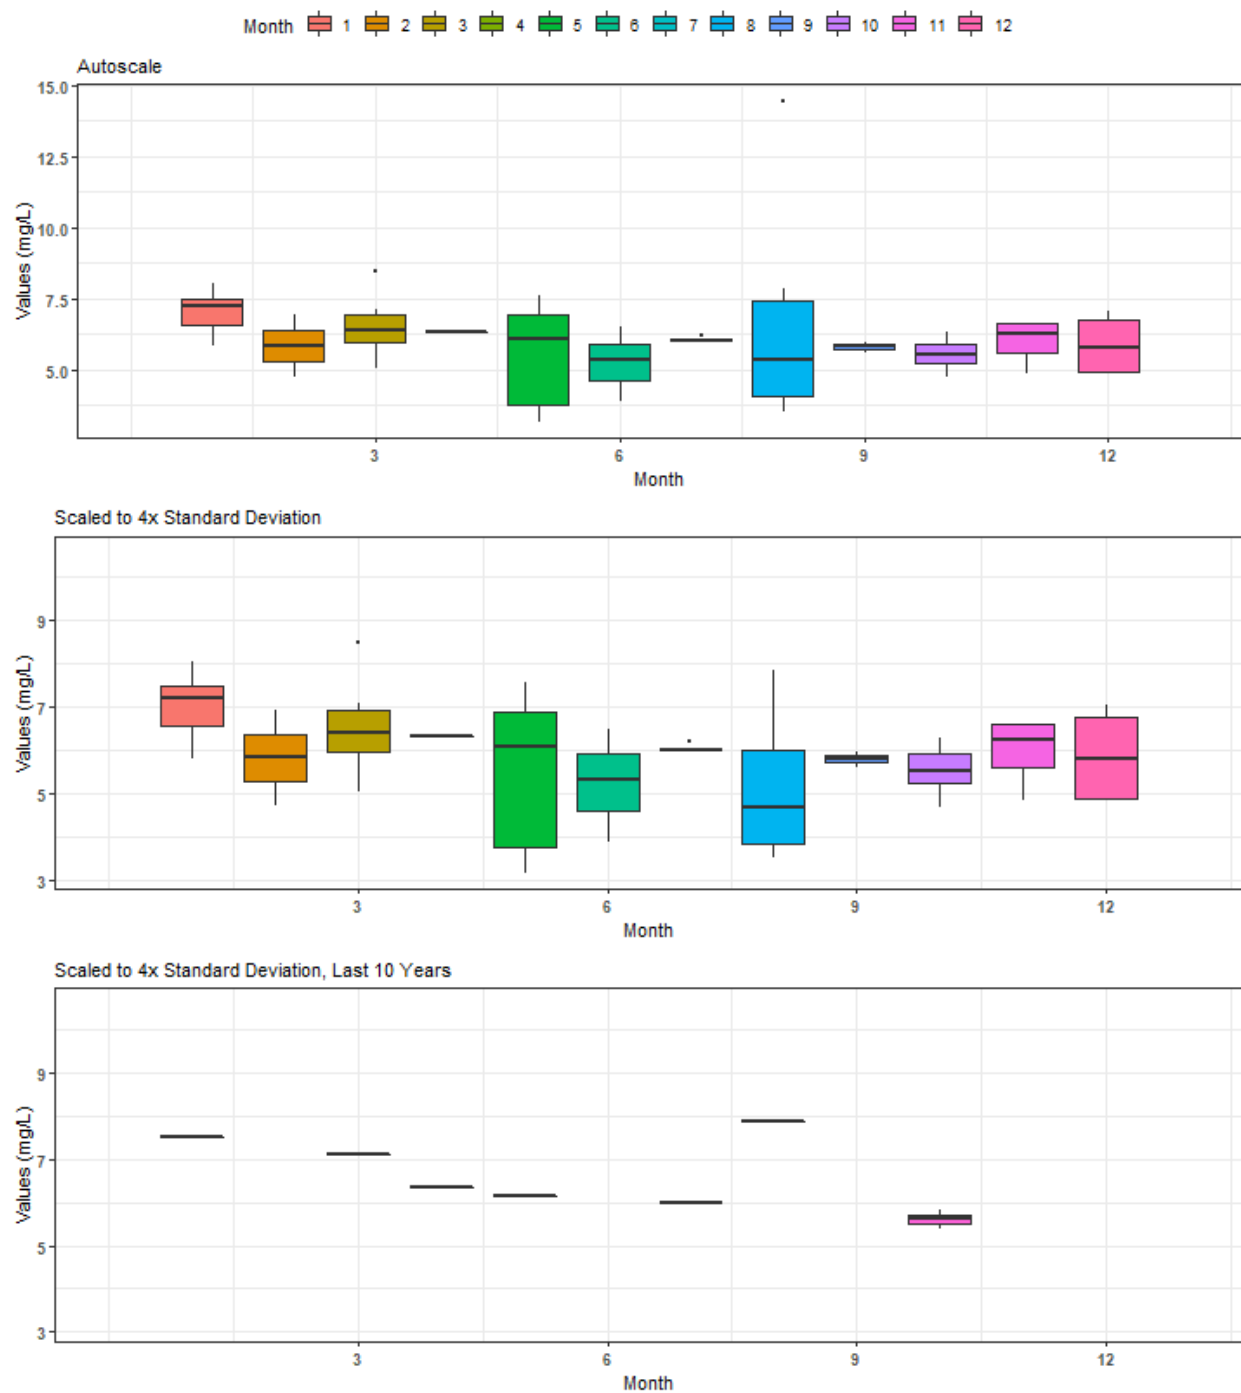 Month 1 2 3 4 5 6 7 8 9 10 11 12
Autoscale
15.0
12.5
10.0
7.5
5.0
Values (mg/L)
3 6 9 12
Month
Scaled to 4x Standard Deviation
9
7
5
3
Values (mg/L)
3 6 9 12
Month
Scaled to 4x Standard Deviation, Last 10 Years
9
7
5
3
Values (mg/L)
3 6 9 12
Month